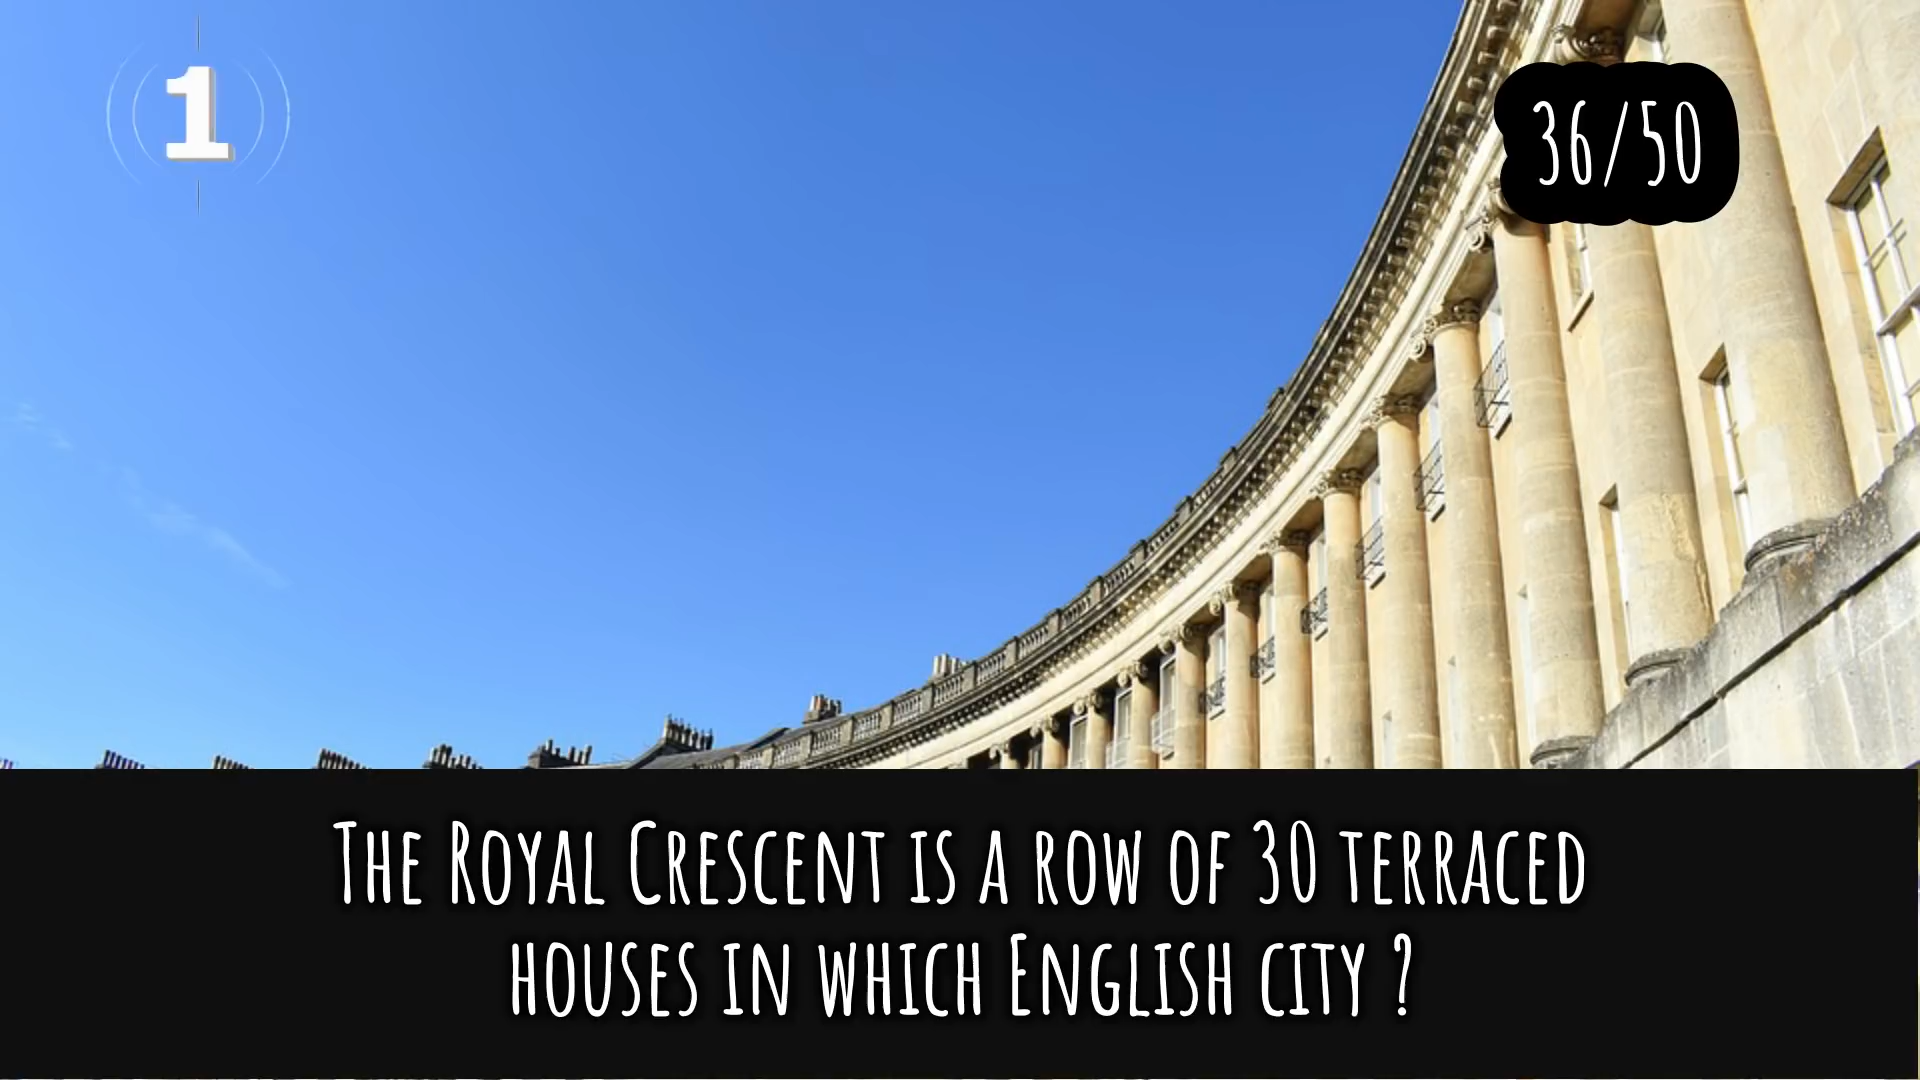 1
36/50
The Royal Crescent is a row of 30 terraced
houses in which English city ?